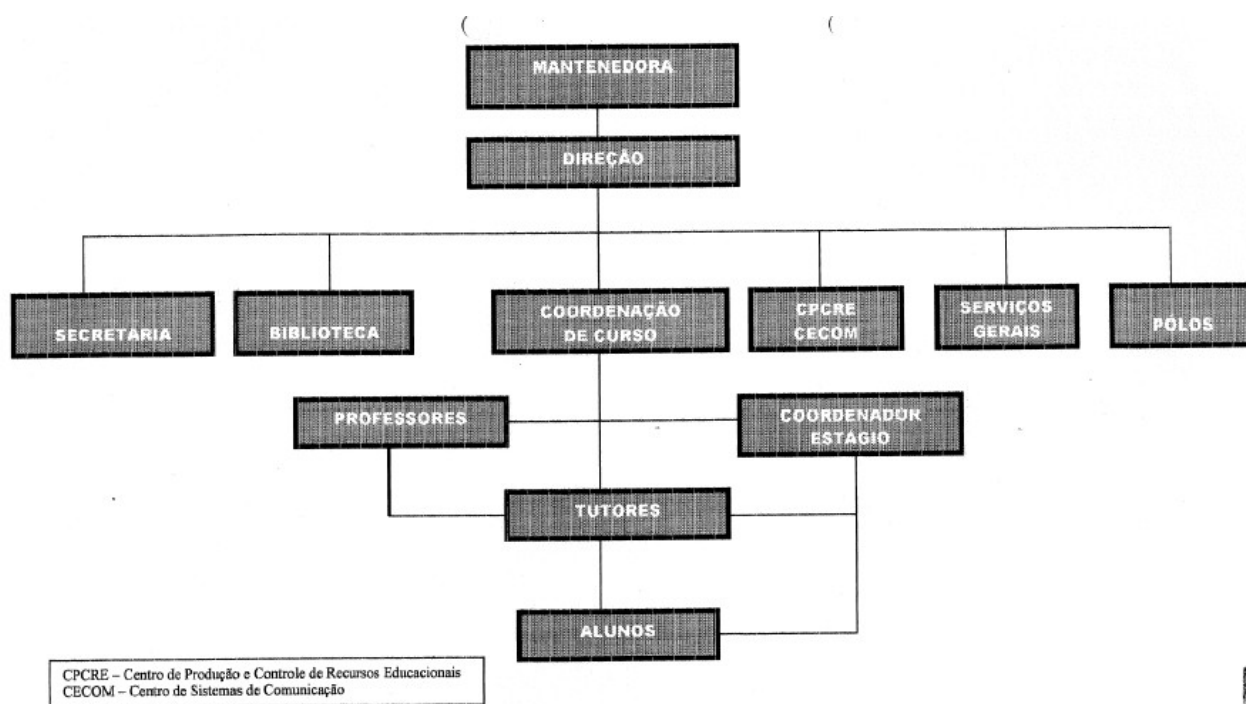 MANTENEDORA
DIREÇÃO
SECRETARIA
BIBLIOTECA
COORDENAÇÃO
DE CURSO
CPCRE
CECOM
SERVIÇOS
GERAIS
PÓLOS
PROFESSORES
COORDENADOR
ESTÁGIO
TUTORES
ALUNOS
CPCRE – Centro de Produção e Controle de Recursos Educacionais
CECOM – Centro de Sistemas de Comunicação